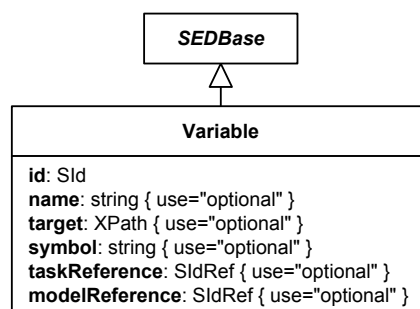 SEDBase
Variable
id: SId
name: string { use="optional" }
target: XPath { use="optional" }
symbol: string { use="optional" }
taskReference: SIdRef { use="optional" }
modelReference: SIdRef { use="optional" }